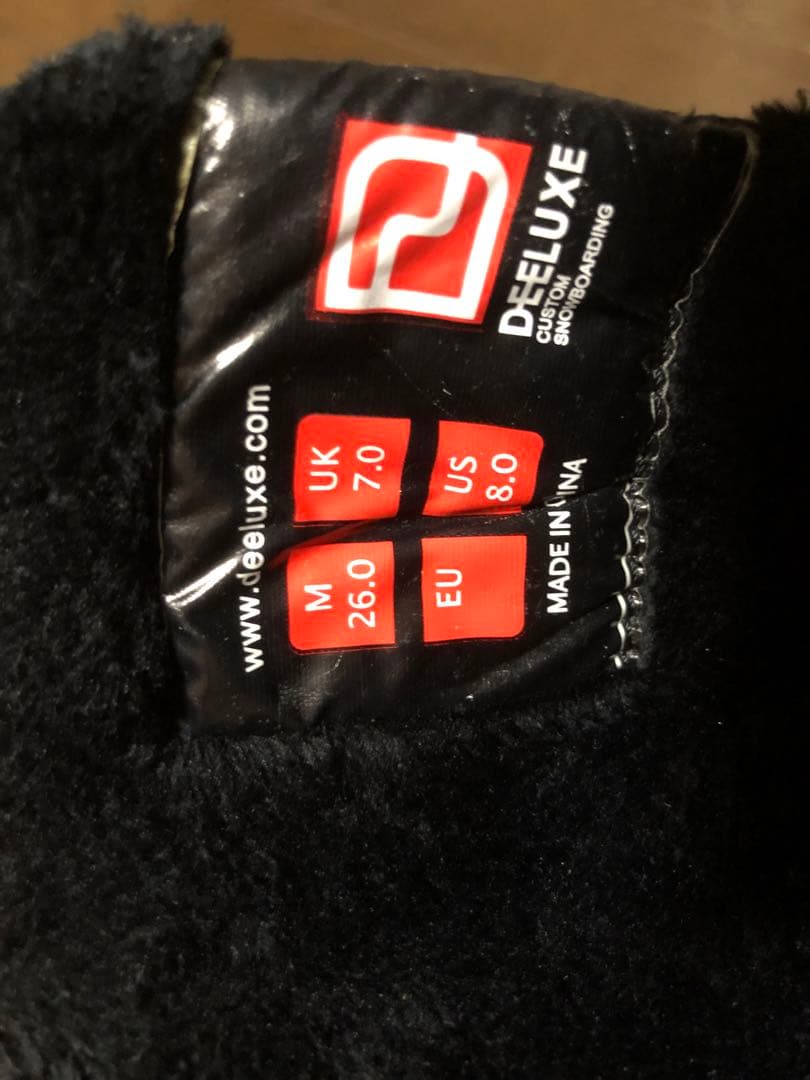 www.deeluxe.com
M
26.0
UK
7.0
EU
US
8.0
MADE IN
DEELUXE
CUSTOM
SNOWBOARDING